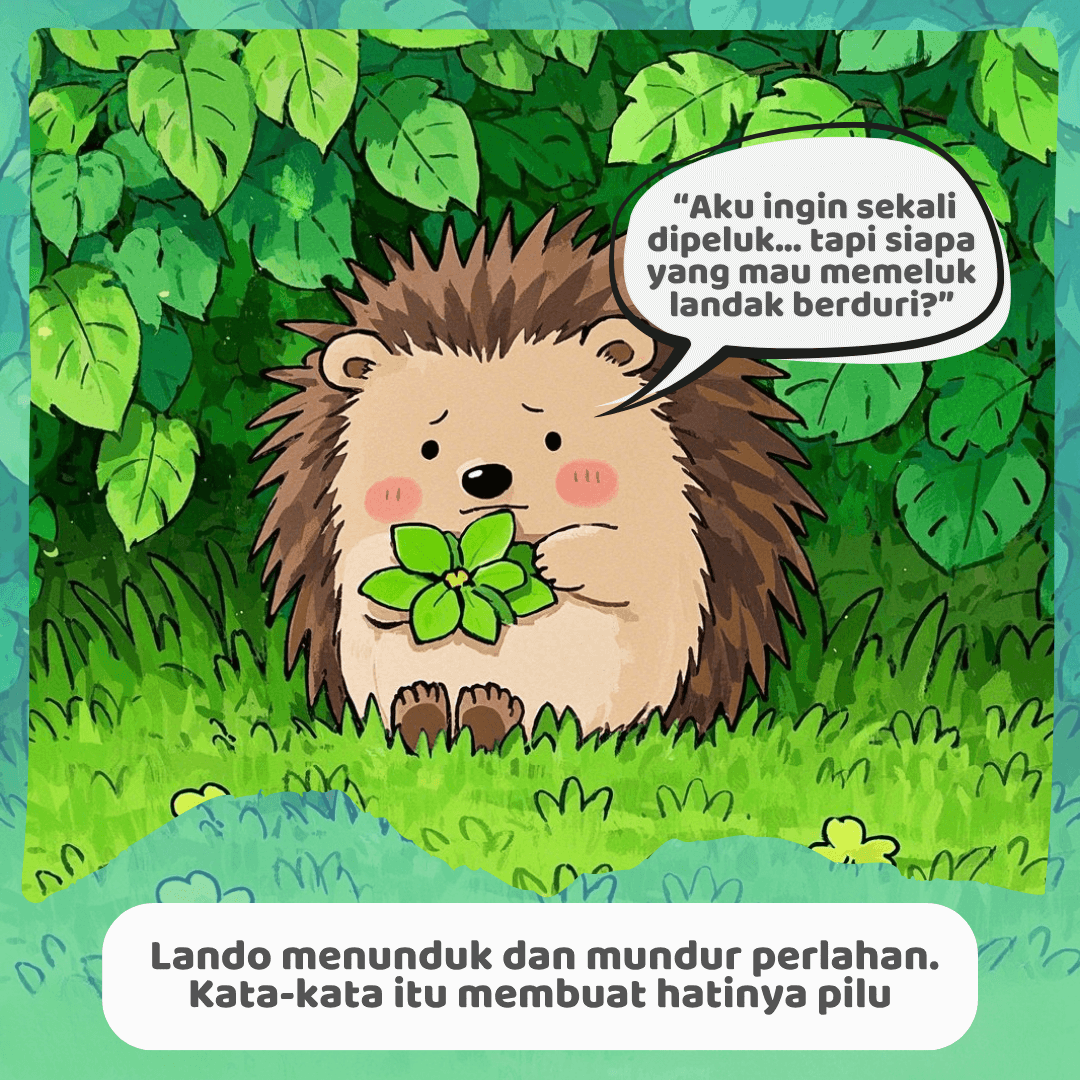 “Aku ingin sekali
dipeluk... tapi siapa
yang mau memeluk
landak berduri?”
Lando menunduk dan mundur perlahan.
Kata-kata itu membuat hatinya pilu